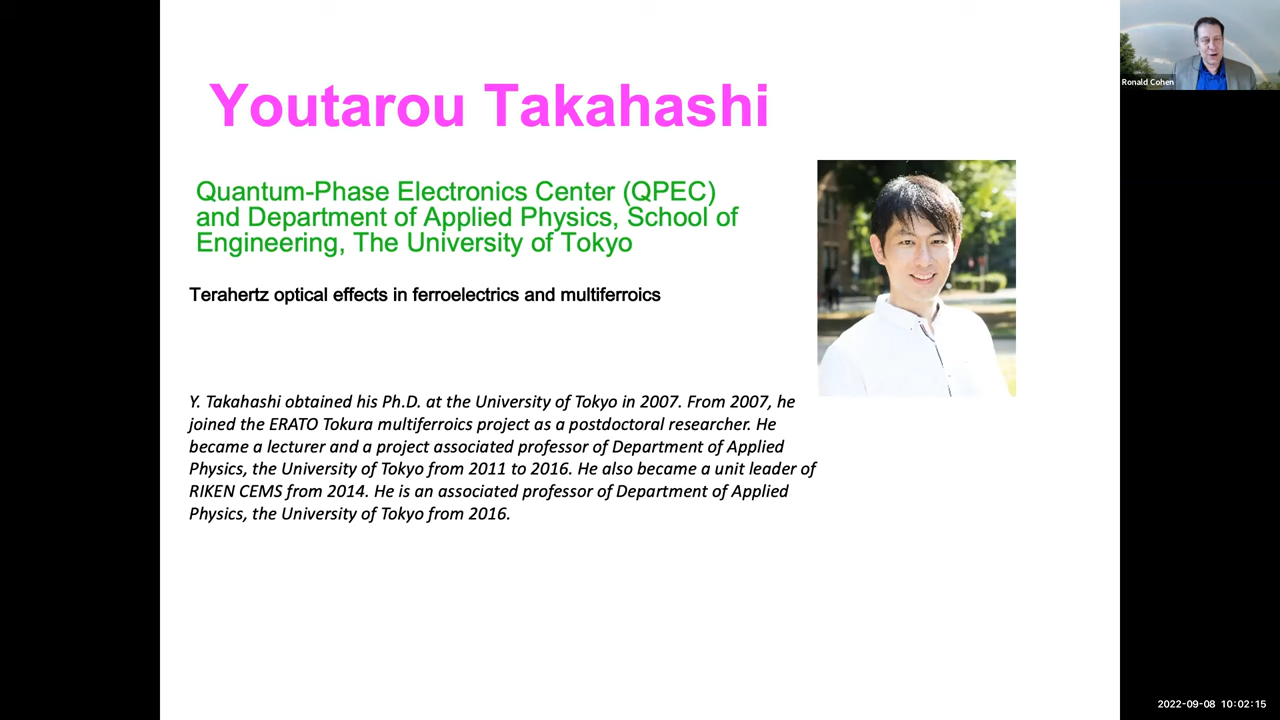 Youtarou Takahashi
Quantum-Phase Electronics Center (QPEC)
and Department of Applied Physics, School of
Engineering, The University of Tokyo
Terahertz optical effects in ferroelectrics and multiferroics
Y. Takahashi obtained his Ph.D. at the University of Tokyo in 2007. From 2007, he
joined the ERATO Tokura multiferroics project as a postdoctoral researcher. He
became a lecturer and a project associated professor of Department of Applied
Physics, the University of Tokyo from 2011 to 2016. He also became a unit leader of
RIKEN CEMS from 2014. He is an associated professor of Department of Applied
Physics, the University of Tokyo from 2016.
Ronald Cohen
2022-09-08 10:02:15